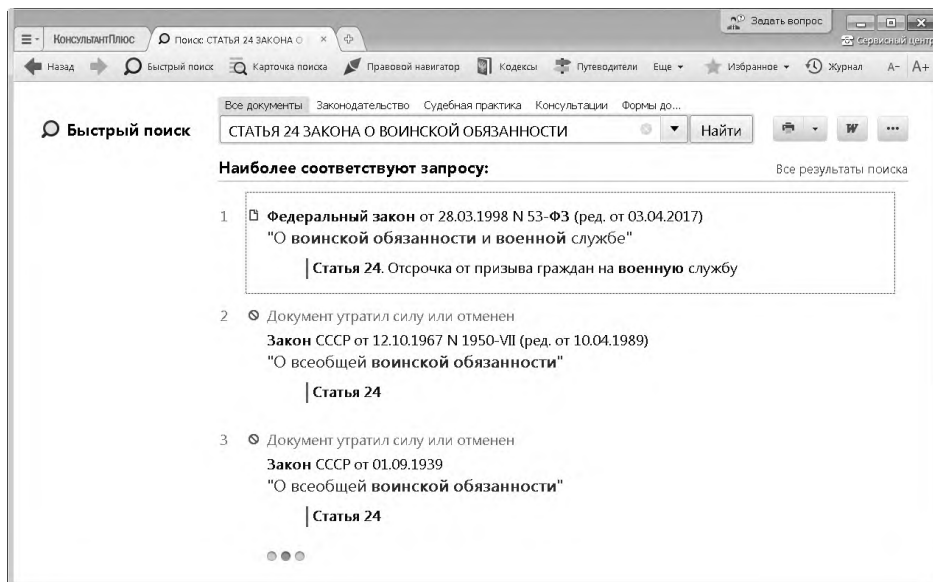 Задать вопрос
КонсультантПлюс Поиск: СТАТЬЯ 24 ЗАКОНА О
Сервисный центр
Назад Быстрый поиск Карточка поиска Правовой навигатор Кодексы Путеводители Еще Избранное Журнал А- А+
Все документы Законодательство Судебная практика Консультации Формы до...
Быстрый поиск СТАТЬЯ 24 ЗАКОНА О ВОИНСКОЙ ОБЯЗАННОСТИ Найти W
Наиболее соответствуют запросу: Все результаты поиска
1 Федеральный закон от 28.03.1998 N 53-ФЗ (ред. от 03.04.2017)
"О воинской обязанности и военной службе"
Статья 24. Отсрочка от призыва граждан на военную службу
2 Документ утратил силу или отменен
Закон СССР от 12.10.1967 N 1950-VII (ред. от 10.04.1989)
"О всеобщей воинской обязанности"
Статья 24
3 Документ утратил силу или отменен
Закон СССР от 01.09.1939
"О всеобщей воинской обязанности"
Статья 24